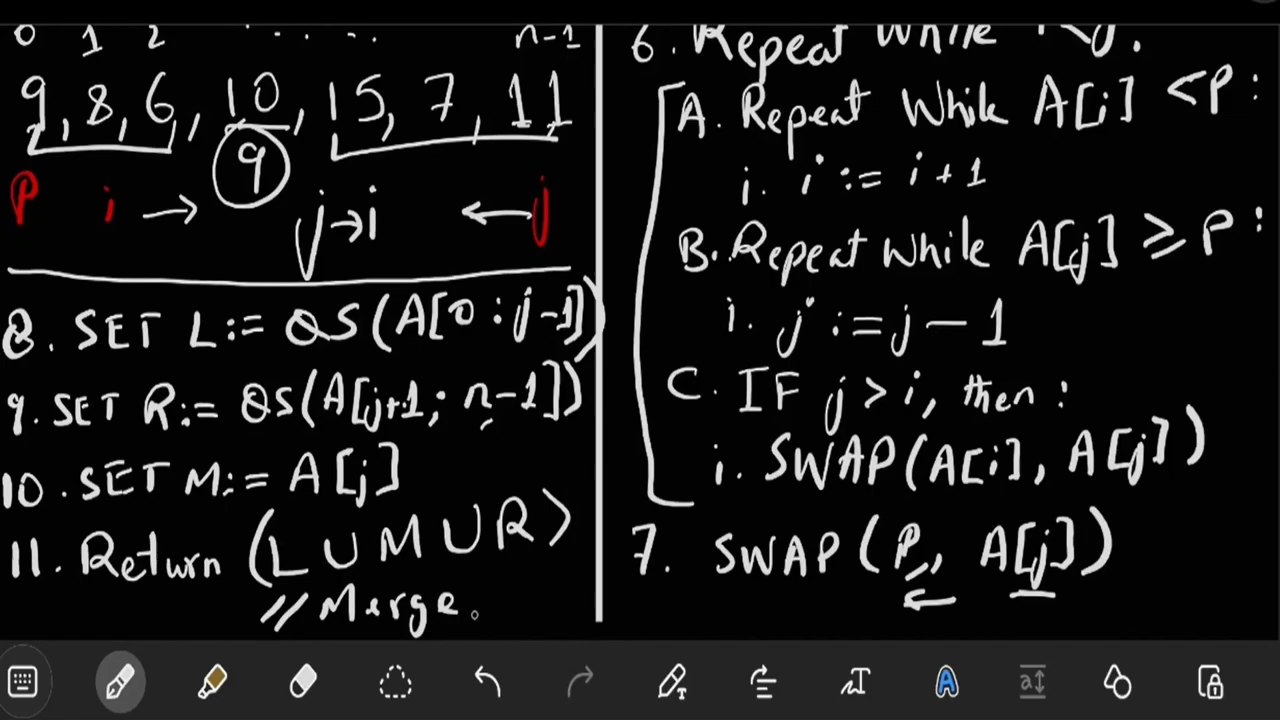 0 1 2 ..... n-1
9, 8, 6, 10, 15, 7, 11
9
P i → j→i ← j
8. SET L:= QS(A[0 : j-1])
9. SET R:= QS(A[j+1; n-1])
10. SET M:= A[j]
11. Return (L U M U R)
// Merge.
6. Repeat While i<j:
A. Repeat While A[i] <P:
i. i := i+1
B. Repeat While A[j] ≥ P:
i. j := j-1
C. IF j > i, then :
i. SWAP(A[i], A[j])
7. SWAP(P, A[j])